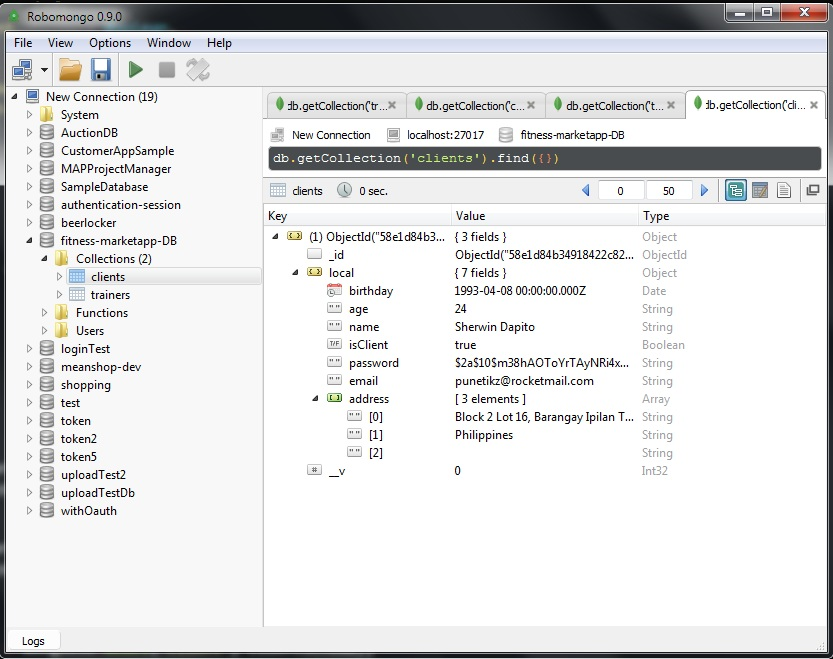 Robomongo 0.9.0
File View Options Window Help
New Connection (19)
System
AuctionDB
CustomerAppSample
MAPProjectManager
SampleDatabase
authentication-session
beerlocker
fitness-marketapp-DB
Collections (2)
clients
trainers
Functions
Users
loginTest
meanshop-dev
shopping
test
token
token2
token5
uploadTest2
uploadTestDb
withOauth
db.getCollection('tr... db.getCollection('c... db.getCollection('t... db.getCollection('cli...
New Connection localhost:27017 fitness-marketapp-DB
db.getCollection('clients').find({})
clients 0 sec. 0 50
Key Value Type
(1) ObjectId("58e1d84b3... { 3 fields } Object
_id ObjectId("58e1d84b34918422c82... ObjectId
local { 7 fields } Object
birthday 1993-04-08 00:00:00.000Z Date
" " age 24 String
" " name Sherwin Dapito String
T/F isClient true Boolean
" " password $2a$10$m38hAOToYrTAyNRi4x... String
" " email punetikz@rocketmail.com String
address [ 3 elements ] Array
" " [0] Block 2 Lot 16, Barangay Ipilan T... String
" " [1] Philippines String
" " [2] String
# __v 0 Int32
Logs